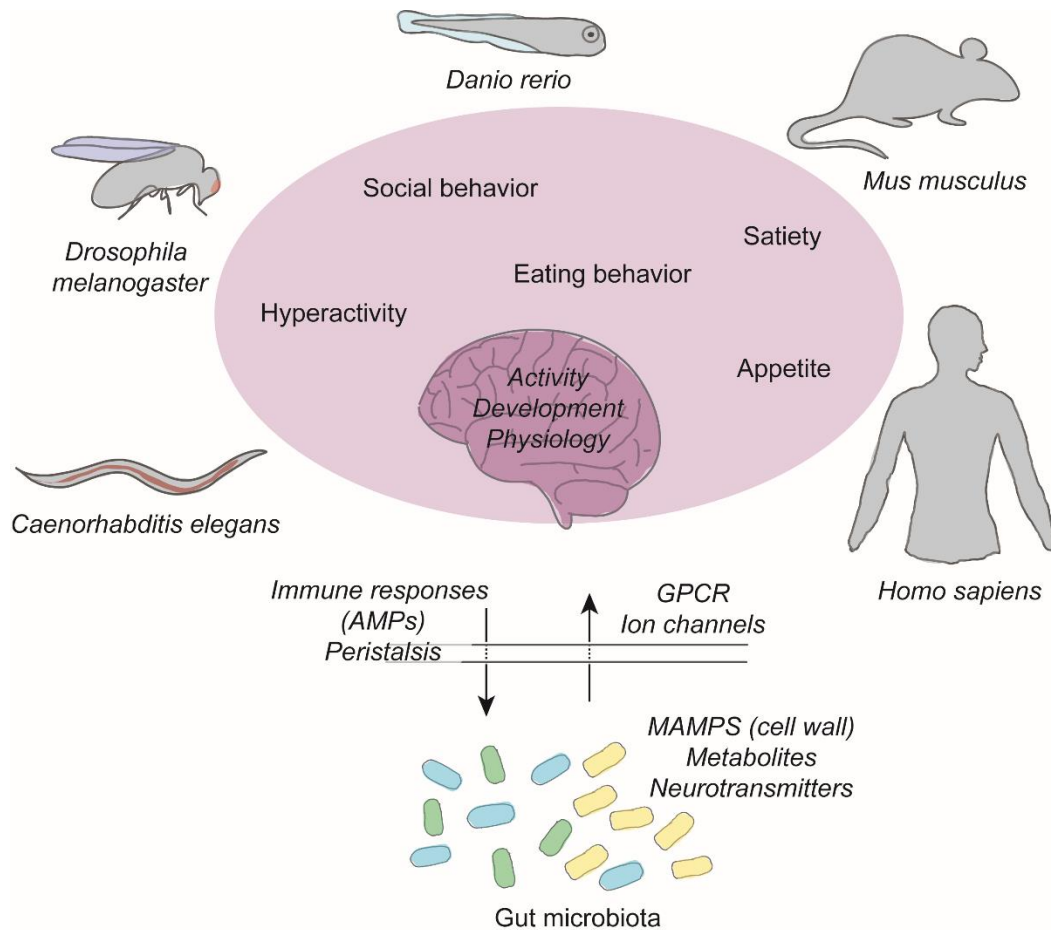 Danio rerio
Mus musculus
Drosophila
melanogaster
Social behavior
Satiety
Eating behavior
Hyperactivity
Appetite
Activity
Development
Physiology
Caenorhabditis elegans
Homo sapiens
Immune responses
(AMPs)
Peristalsis
GPCR
Ion channels
MAMPS (cell wall)
Metabolites
Neurotransmitters
Gut microbiota